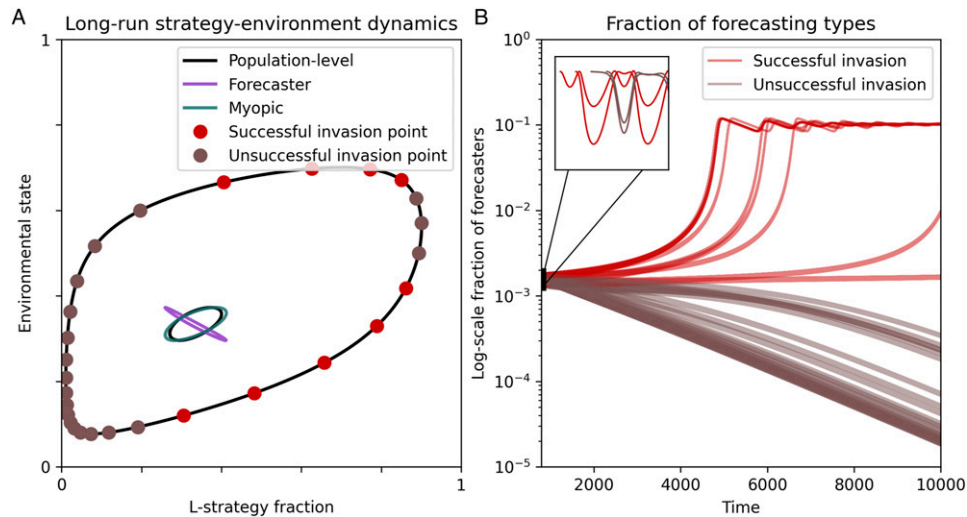 A
Long-run strategy-environment dynamics
1
Population-level
Forecaster
Myopic
Successful invasion point
Unsuccessful invasion point
Environmental state
0
0
1
L-strategy fraction
B
Fraction of forecasting types
Successful invasion
Unsuccessful invasion
Log-scale fraction of forecasters
10⁰
10⁻¹
10⁻²
10⁻³
10⁻⁴
10⁻⁵
2000
4000
6000
8000
10000
Time